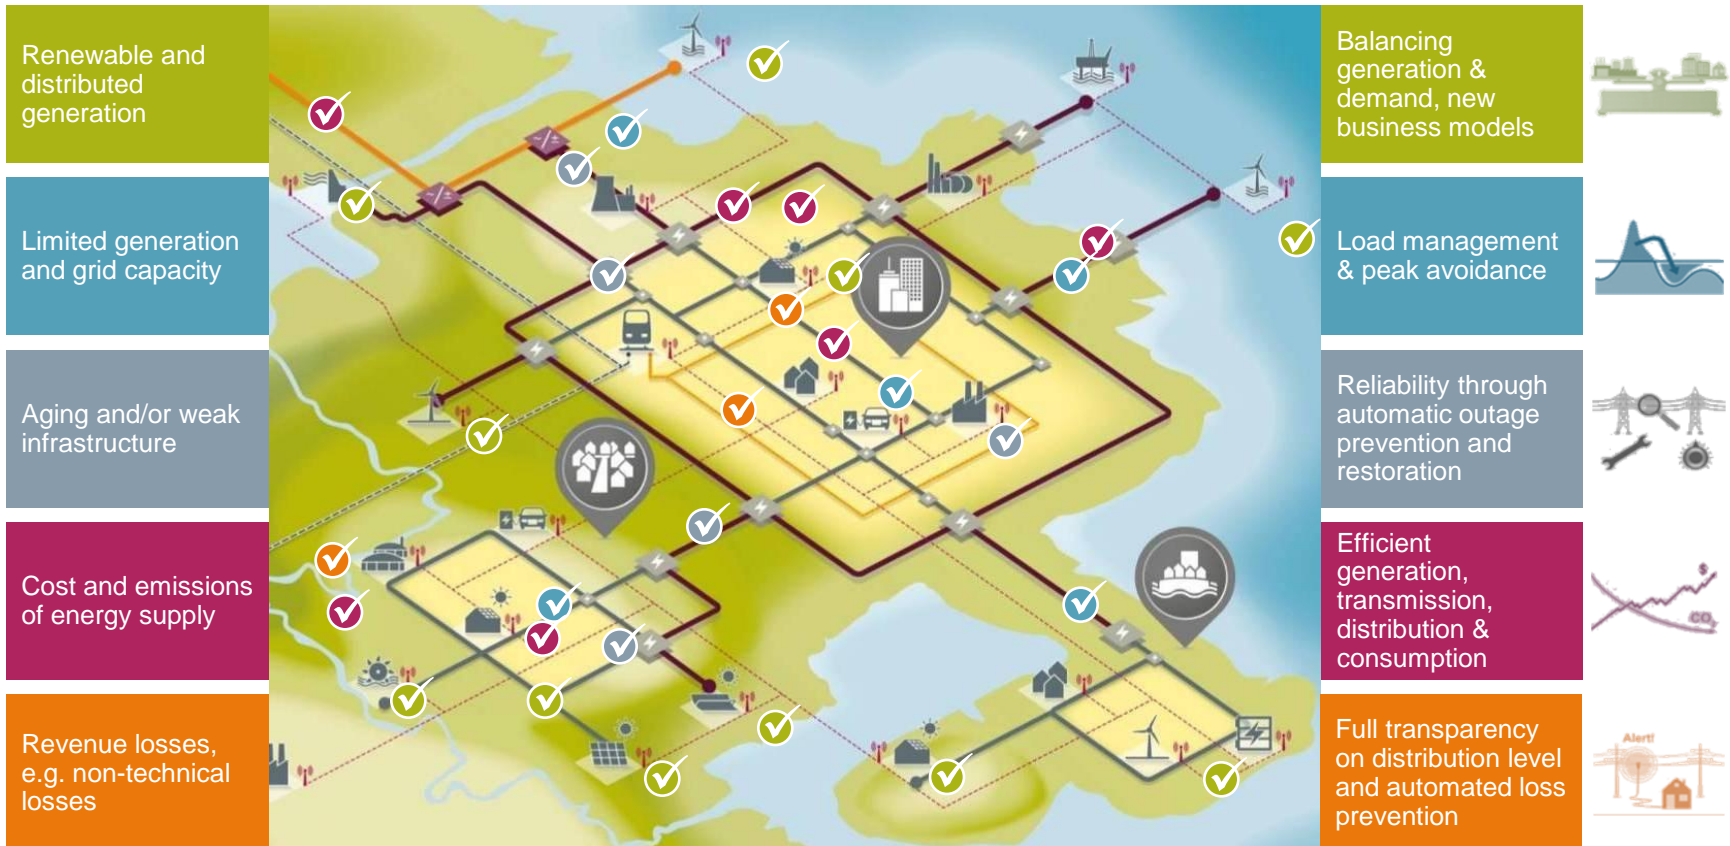 Renewable and
distributed
generation
Limited generation
and grid capacity
Aging and/or weak
infrastructure
Cost and emissions
of energy supply
Revenue losses,
e.g. non-technical
losses
Balancing
generation &
demand, new
business models
Load management
& peak avoidance
Reliability through
automatic outage
prevention and
restoration
Efficient
generation,
transmission,
distribution &
consumption
$
CO₂
Full transparency
on distribution level
and automated loss
prevention
Alert!